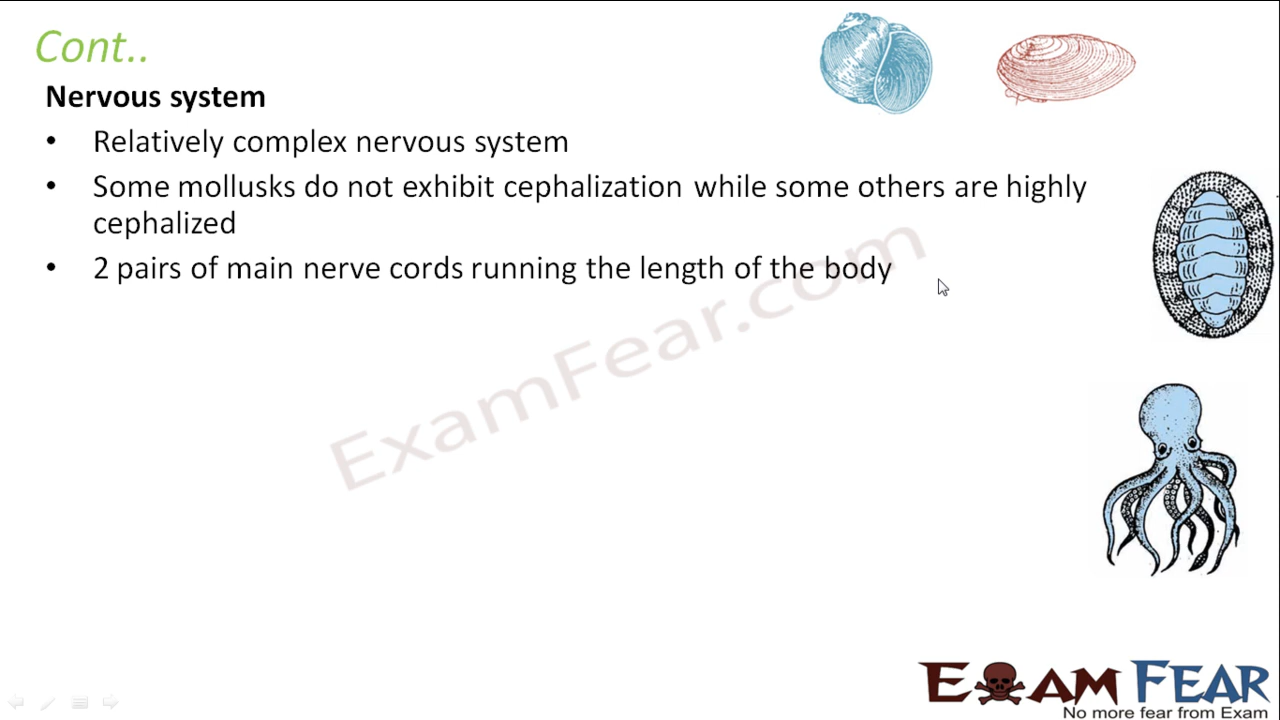 Cont..
Nervous system
• Relatively complex nervous system
• Some mollusks do not exhibit cephalization while some others are highly
cephalized
• 2 pairs of main nerve cords running the length of the body
ExamFear.com
EXAM FEAR
No more fear from Exam